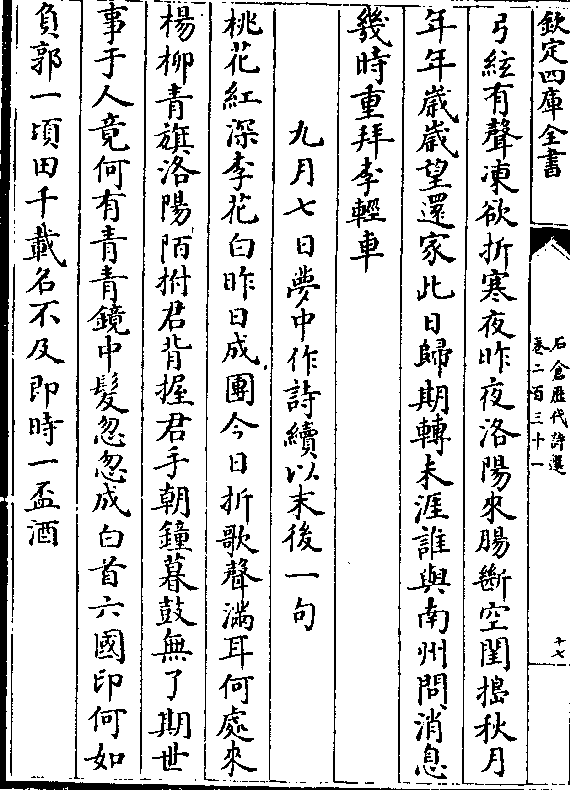 欽定四庫全書
石倉歴代詩選
卷二百三十一
十七
弓絃有聲凍欲折寒夜昨夜洛陽來腸斷空閨搗秋月
年年歲歲望還家此日歸期轉未涯誰與南州問消息
幾時重拜李輕車
九月七日夢中作詩續以末後一句
桃花紅深李花白昨日成團今日折歌聲滿耳何處來
楊柳青旗洛陽陌拊君背握君手朝鐘暮鼓無了期世
事于人竟何有青青鏡中髮忽忽成白首六國印何如
負郭一頃田千載名不及即時一盃酒